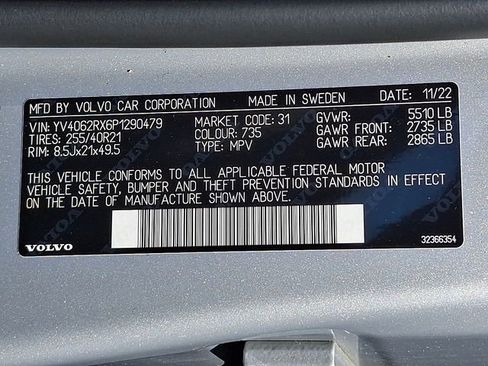 MFD BY VOLVO CAR CORPORATION MADE IN SWEDEN DATE: 11/22
VIN: YV4062RX6P1290479 MARKET CODE: 31 GVWR: 5510 LB
TIRES: 255/40R21 COLOUR: 735 GAWR FRONT: 2735 LB
RIM: 8.5Jx21x49.5 TYPE: MPV GAWR REAR: 2865 LB
THIS VEHICLE CONFORMS TO ALL APPLICABLE FEDERAL MOTOR
VEHICLE SAFETY, BUMPER AND THEFT PREVENTION STANDARDS IN EFFECT
ON THE DATE OF MANUFACTURE SHOWN ABOVE.
VOLVO 32366354